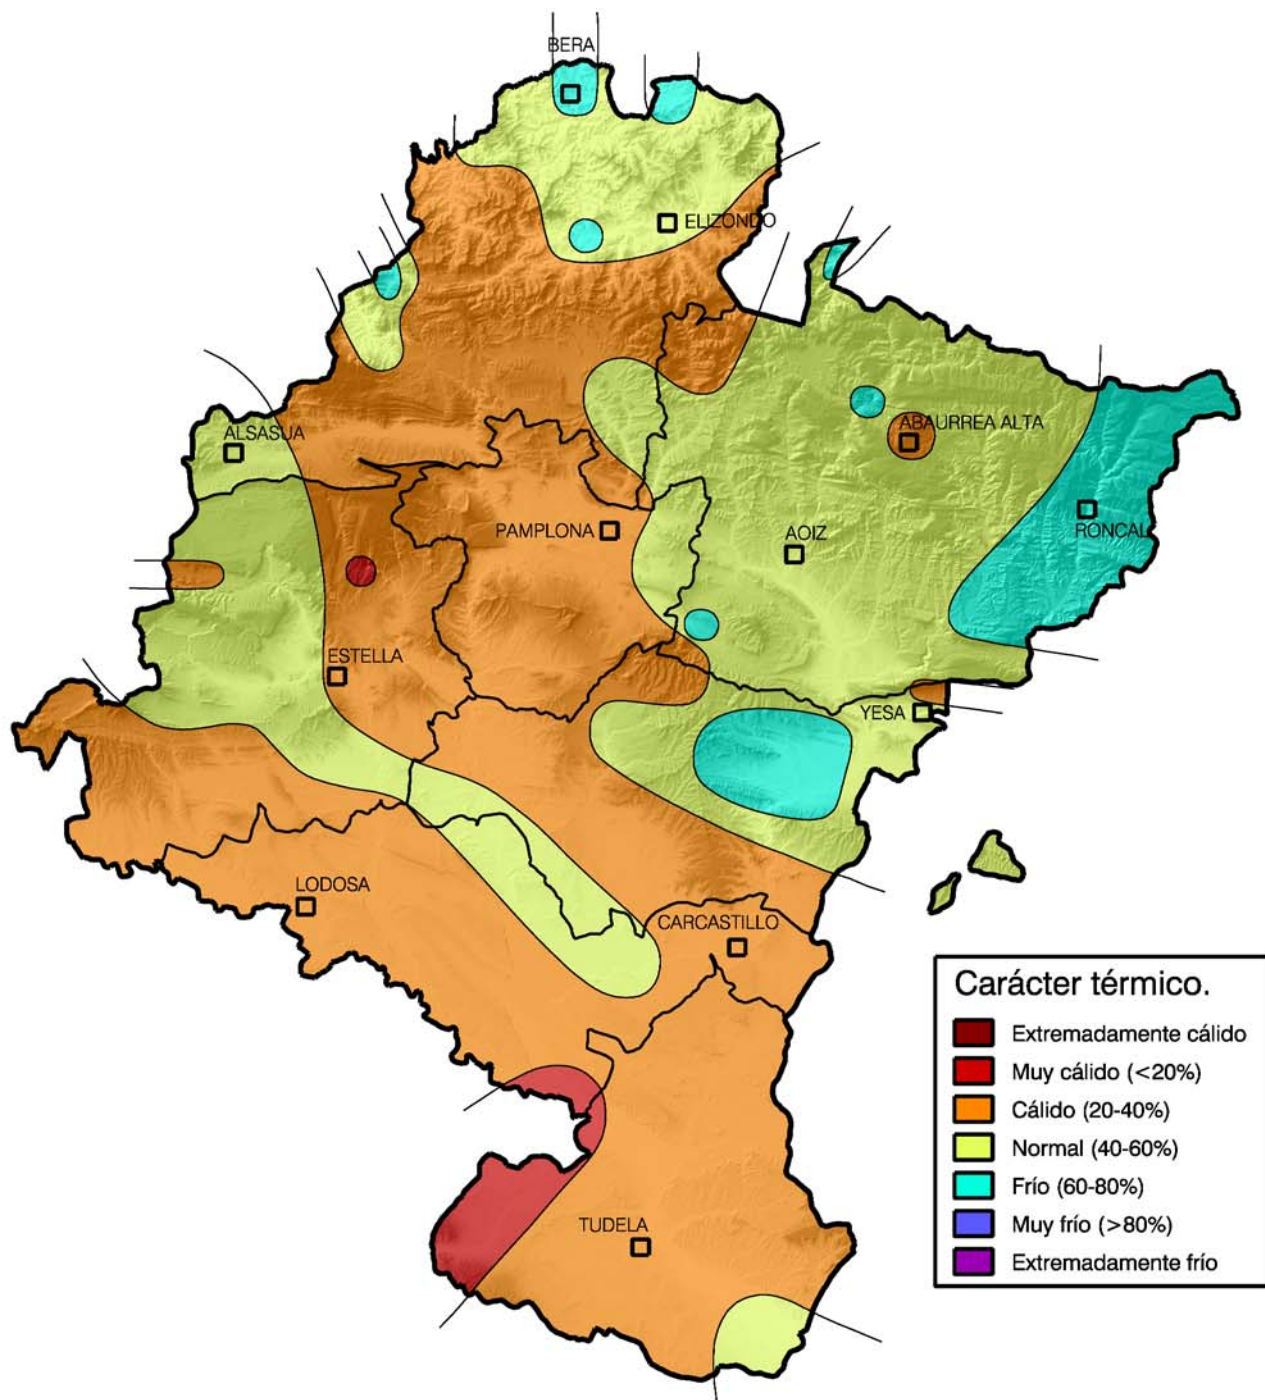 BERA
ELIZONDO
ALSASUA
ABAURREA ALTA
PAMPLONA
AOIZ
RONCAL
ESTELLA
YESA
LODOSA
CARCASTILLO
TUDELA
Carácter térmico.
Extremadamente cálido
Muy cálido (<20%)
Cálido (20-40%)
Normal (40-60%)
Frío (60-80%)
Muy frío (>80%)
Extremadamente frío